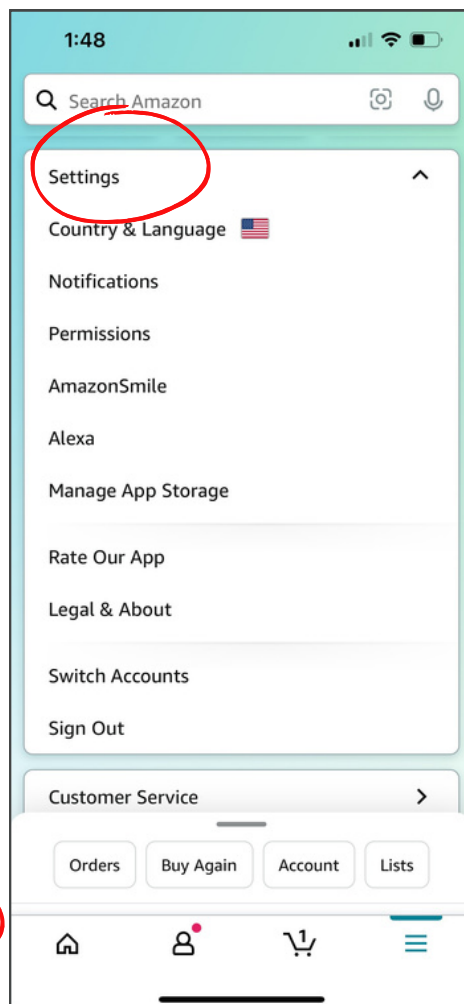 1:48
Search Amazon
Settings
Country & Language
Notifications
Permissions
AmazonSmile
Alexa
Manage App Storage
Rate Our App
Legal & About
Switch Accounts
Sign Out
Customer Service
Orders Buy Again Account Lists
1